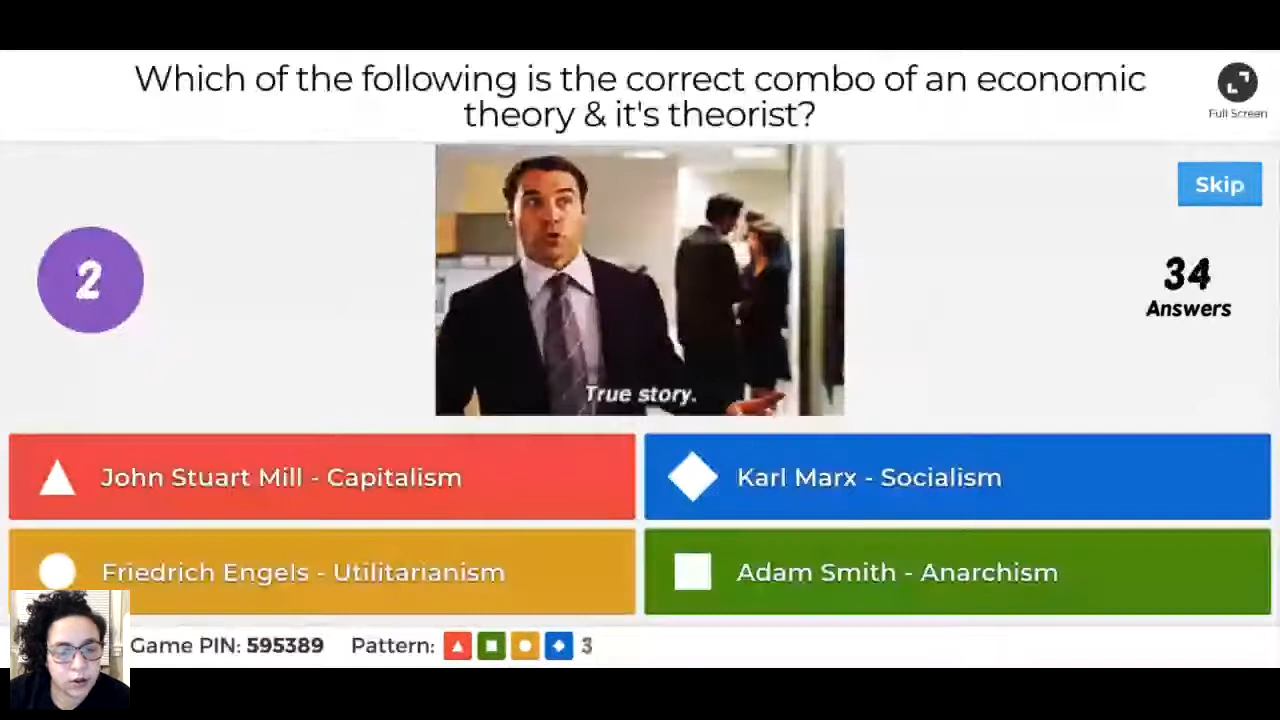 Which of the following is the correct combo of an economic
theory & it's theorist?
Full Screen
Skip
2
34
Answers
True story.
John Stuart Mill - Capitalism
Karl Marx - Socialism
Friedrich Engels - Utilitarianism
Adam Smith - Anarchism
Game PIN: 595389 Pattern: 3